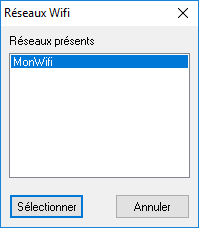 Réseaux Wifi
Réseaux présents
MonWifi
Sélectionner
Annuler